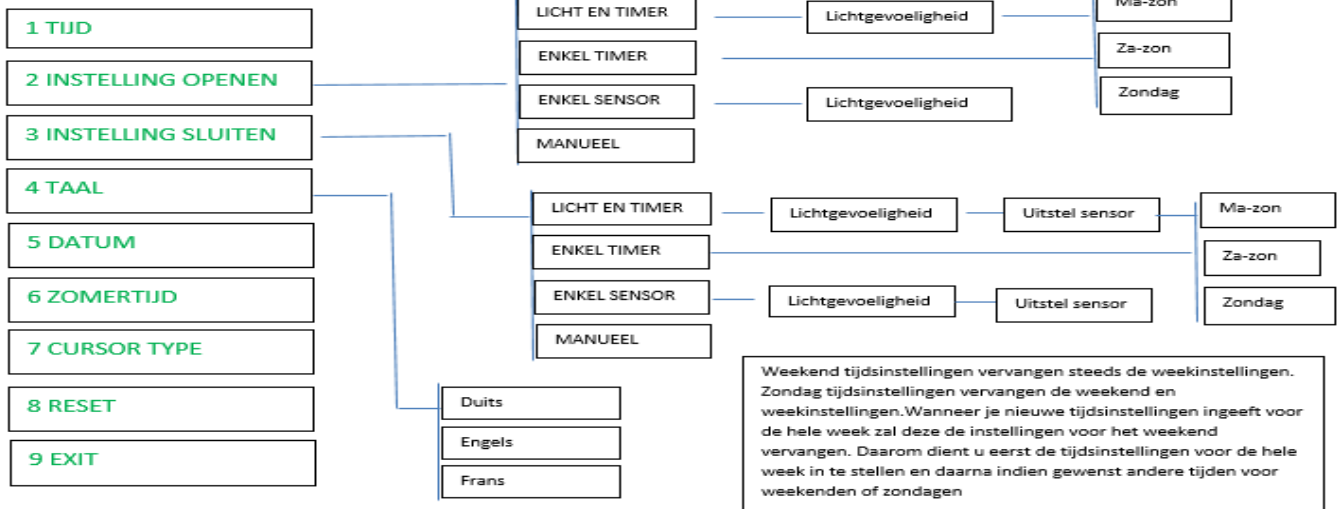 1 TIJD
2 INSTELLING OPENEN
3 INSTELLING SLUITEN
4 TAAL
5 DATUM
6 ZOMERTIJD
7 CURSOR TYPE
8 RESET
9 EXIT
LICHT EN TIMER
Lichtgevoeligheid
Ma-zon
ENKEL TIMER
Za-zon
ENKEL SENSOR
Lichtgevoeligheid
Zondag
MANUEEL
LICHT EN TIMER
Lichtgevoeligheid
Uitstel sensor
Ma-zon
ENKEL TIMER
Za-zon
ENKEL SENSOR
Lichtgevoeligheid
Uitstel sensor
Zondag
MANUEEL
Duits
Engels
Frans
Weekend tijdsinstellingen vervangen steeds de weekinstellingen.
Zondag tijdsinstellingen vervangen de weekend en
weekinstellingen.Wanneer je nieuwe tijdsinstellingen ingeeft voor
de hele week zal deze de instellingen voor het weekend
vervangen. Daarom dient u eerst de tijdsinstellingen voor de hele
week in te stellen en daarna indien gewenst andere tijden voor
weekenden of zondagen